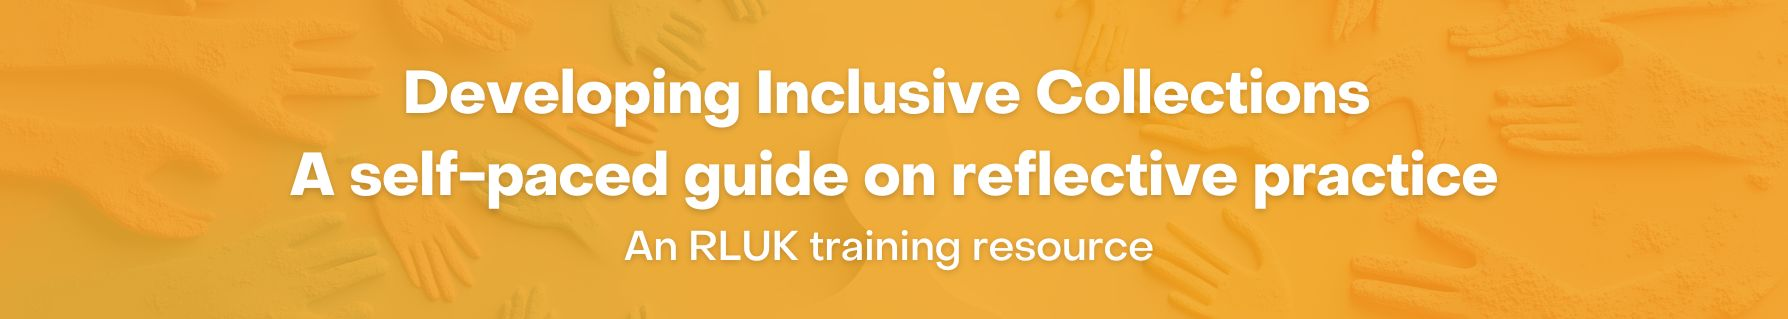 Developing Inclusive Collections
A self-paced guide on reflective practice
An RLUK training resource